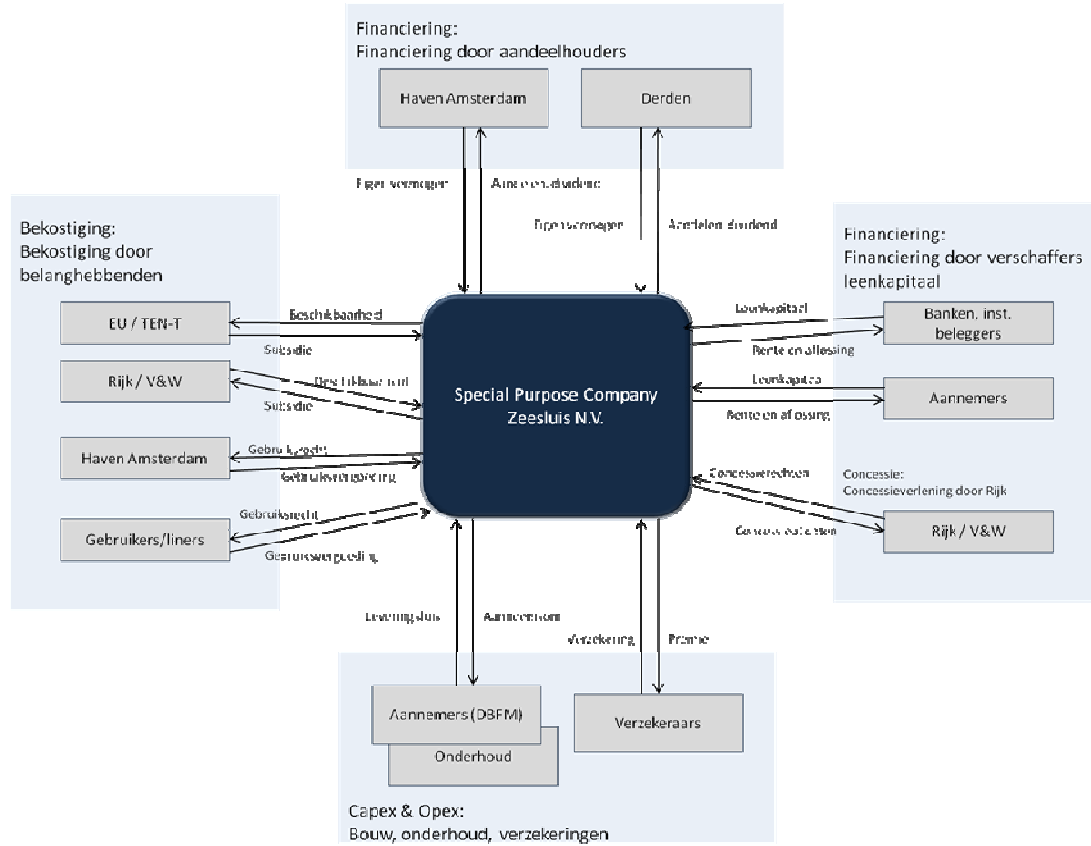 Financiering:
Financiering door aandeelhouders
Haven Amsterdam
Derden
Eigen vermogen
Eigen vermogen
Aandelen dividend
Bekostiging:
Bekostiging door
belanghebbenden
EU / TEN-T
Rijk / V&W
Haven Amsterdam
Gebruikers/liners
Beschikbaarheid
Subsidie
Beschikbaarheid
Subsidie
Gebruiksrecht
Gebruiksvergoeding
Gebruiksrecht
Gebruiksvergoeding
Special Purpose Company
Zeesluis N.V.
Financiering:
Financiering door verschaffers
leenkapitaal
Banken, inst.
beleggers
Aannemers
Leenkapitaal
Rente en aflossing
Leenkapitaal
Rente en aflossing
Concessierechten
Concessie:
Concessieverlening door Rijk
Rijk / V&W
Levering sluis
Aanneemsom
Verzekering
Premie
Aannemers (DBFM)
Onderhoud
Verzekeraars
Capex & Opex:
Bouw, onderhoud, verzekeringen